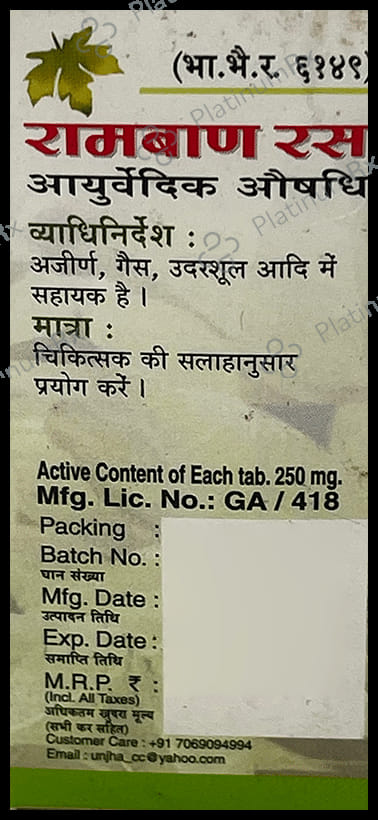 (भा.भै.र. ६१४९)
रामबाण रस
आयुर्वेदिक औषधि
व्याधिनिर्देश :
अजीर्ण, गैस, उदरशूल आदि में
सहायक है ।
मात्रा :
चिकित्सक की सलाहानुसार
प्रयोग करें ।
Active Content of Each tab. 250 mg.
Mfg. Lic. No.: GA / 418
Packing :
Batch No. :
घान संख्या
Mfg. Date :
उत्पादन तिथि
Exp. Date :
समाप्ति तिथि
M.R.P. ₹ :
(Incl. All Taxes)
अधिकतम खुदरा मूल्य
(सभी कर सहित)
Customer Care : +91 7069094994
Email : unjha_cc@yahoo.com
PlatinumRx